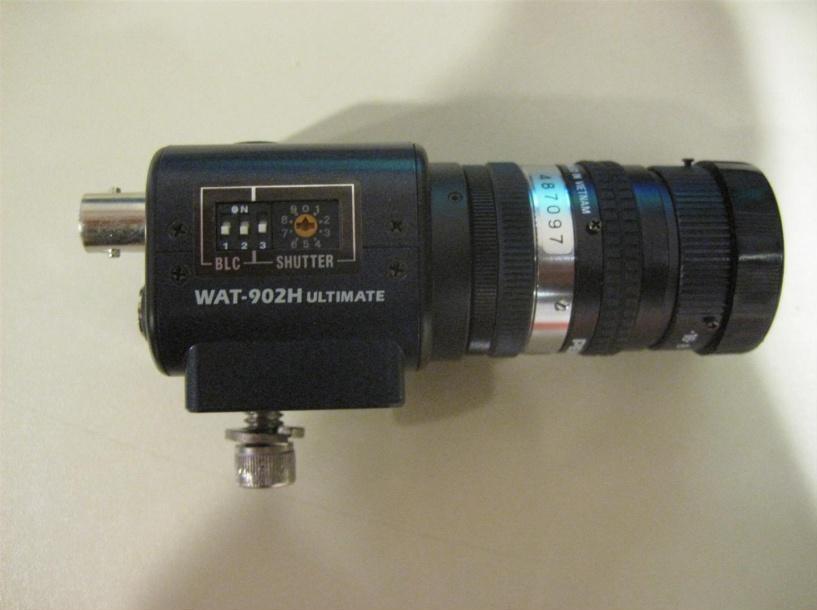 ON
1 2 3
9 0 1
8 2
7 3
6 5 4
BLC SHUTTER
WAT-902H ULTIMATE
487097
IN VIETNAM